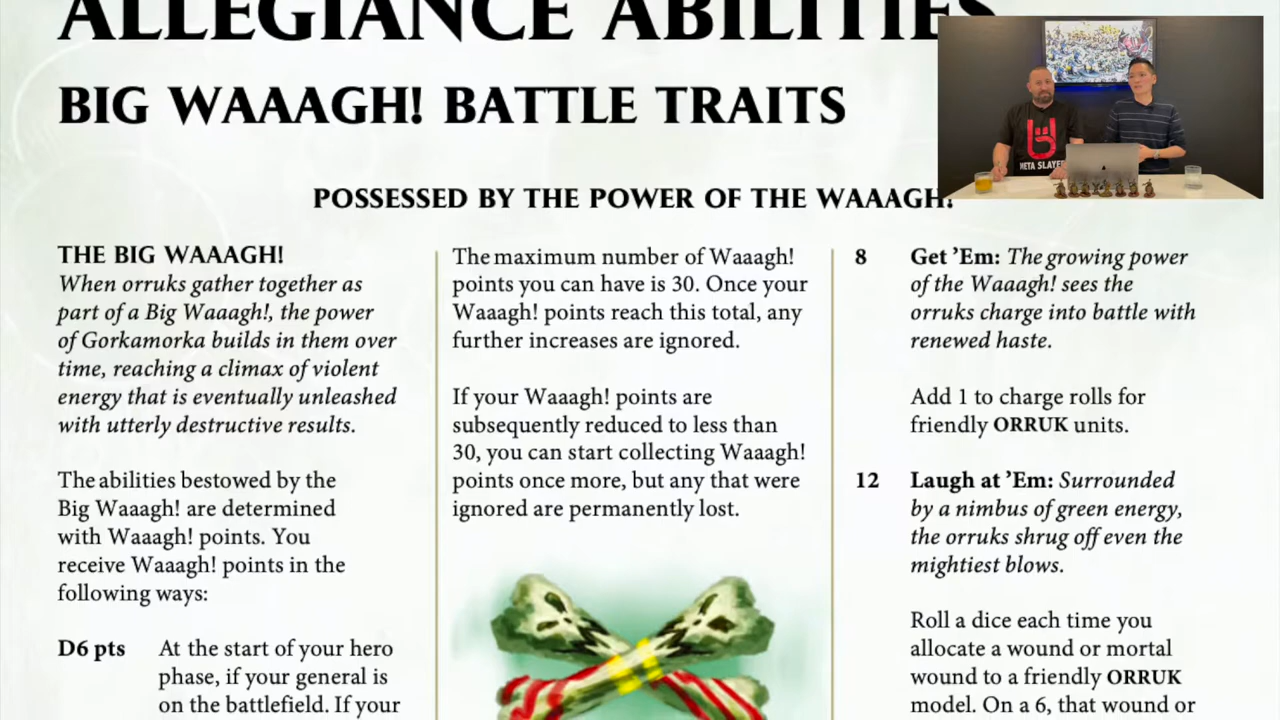 ALLEGIANCE ABILITIES
BIG WAAAGH! BATTLE TRAITS
POSSESSED BY THE POWER OF THE WAAAGH!
THE BIG WAAAGH!
When orruks gather together as
part of a Big Waaagh!, the power
of Gorkamorka builds in them over
time, reaching a climax of violent
energy that is eventually unleashed
with utterly destructive results.
The abilities bestowed by the
Big Waaagh! are determined
with Waaagh! points. You
receive Waaagh! points in the
following ways:
D6 pts At the start of your hero
phase, if your general is
on the battlefield. If your
The maximum number of Waaagh!
points you can have is 30. Once your
Waaagh! points reach this total, any
further increases are ignored.
If your Waaagh! points are
subsequently reduced to less than
30, you can start collecting Waaagh!
points once more, but any that were
ignored are permanently lost.
8 Get ’Em: The growing power
of the Waaagh! sees the
orruks charge into battle with
renewed haste.
Add 1 to charge rolls for
friendly ORRUK units.
12 Laugh at ’Em: Surrounded
by a nimbus of green energy,
the orruks shrug off even the
mightiest blows.
Roll a dice each time you
allocate a wound or mortal
wound to a friendly ORRUK
model. On a 6, that wound or
META SLAYER